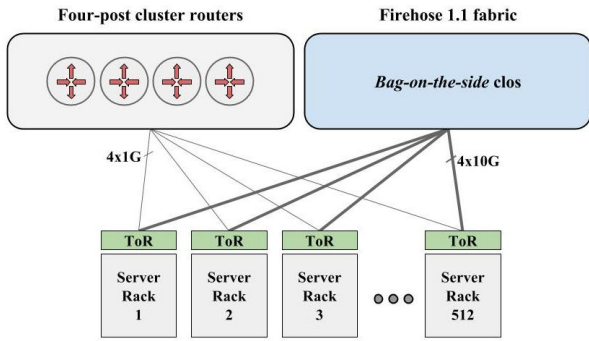 Four-post cluster routers
Firehose 1.1 fabric
Bag-on-the-side clos
4x1G
4x10G
ToR
ToR
ToR
ToR
Server
Rack
1
Server
Rack
2
Server
Rack
3
Server
Rack
512